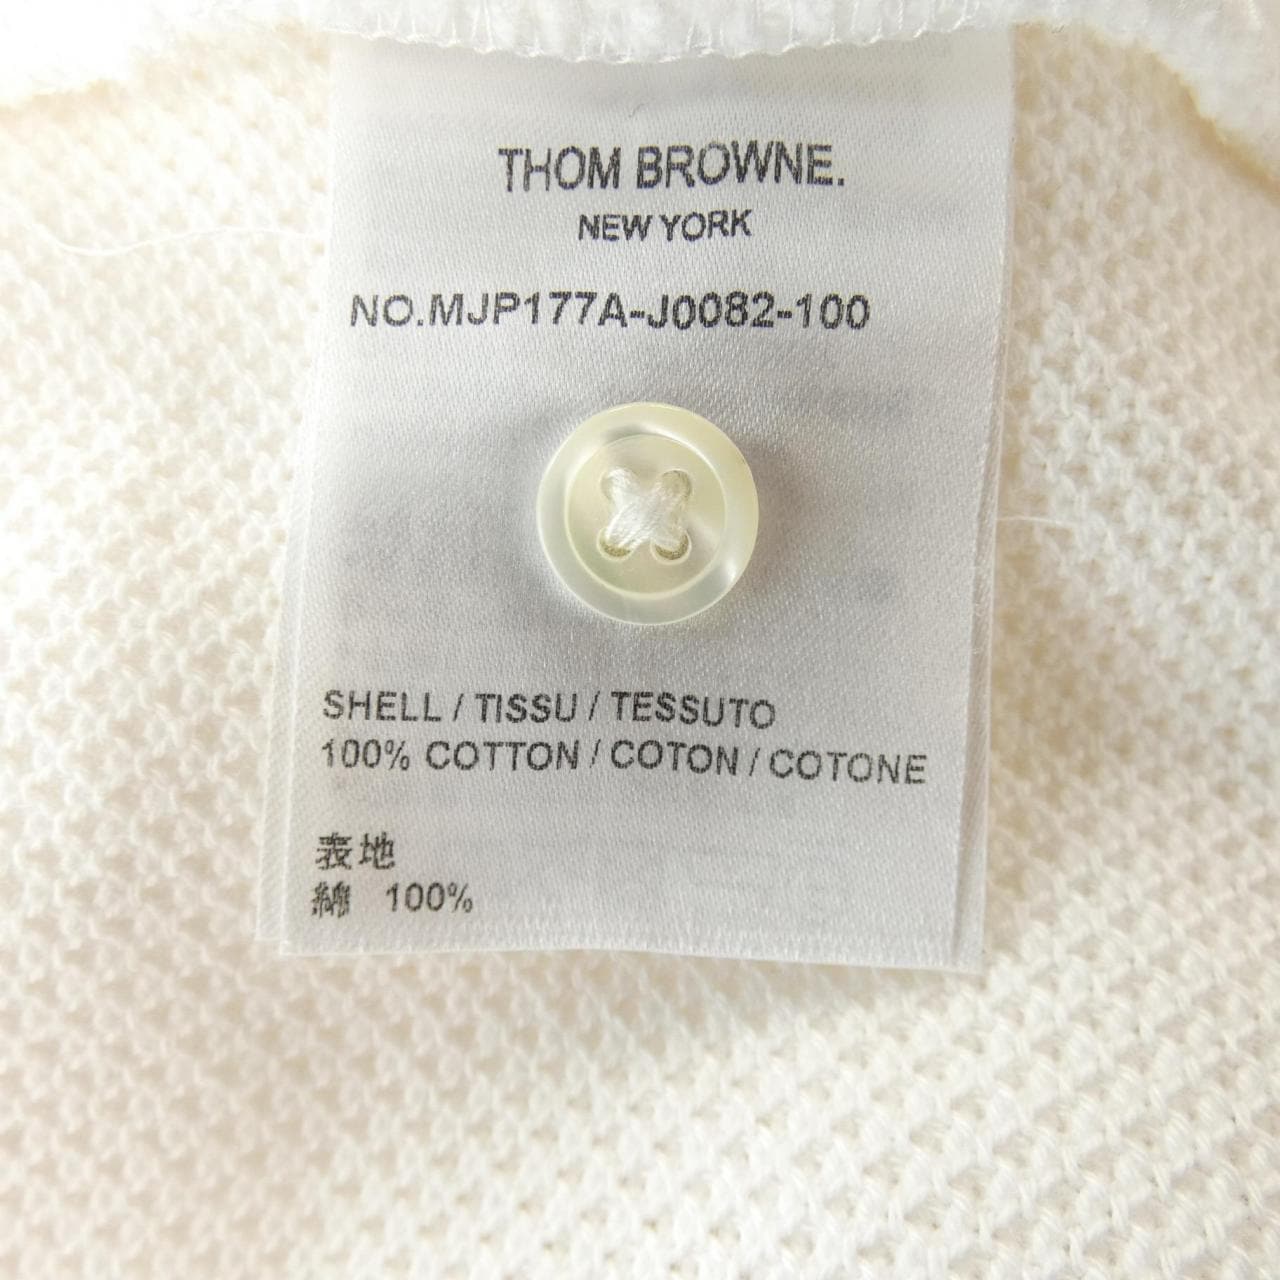 THOM BROWNE.
NEW YORK
NO.MJP177A-J0082-100
SHELL / TISSU / TESSUTO
100% COTTON / COTON / COTONE
表地
綿 100%